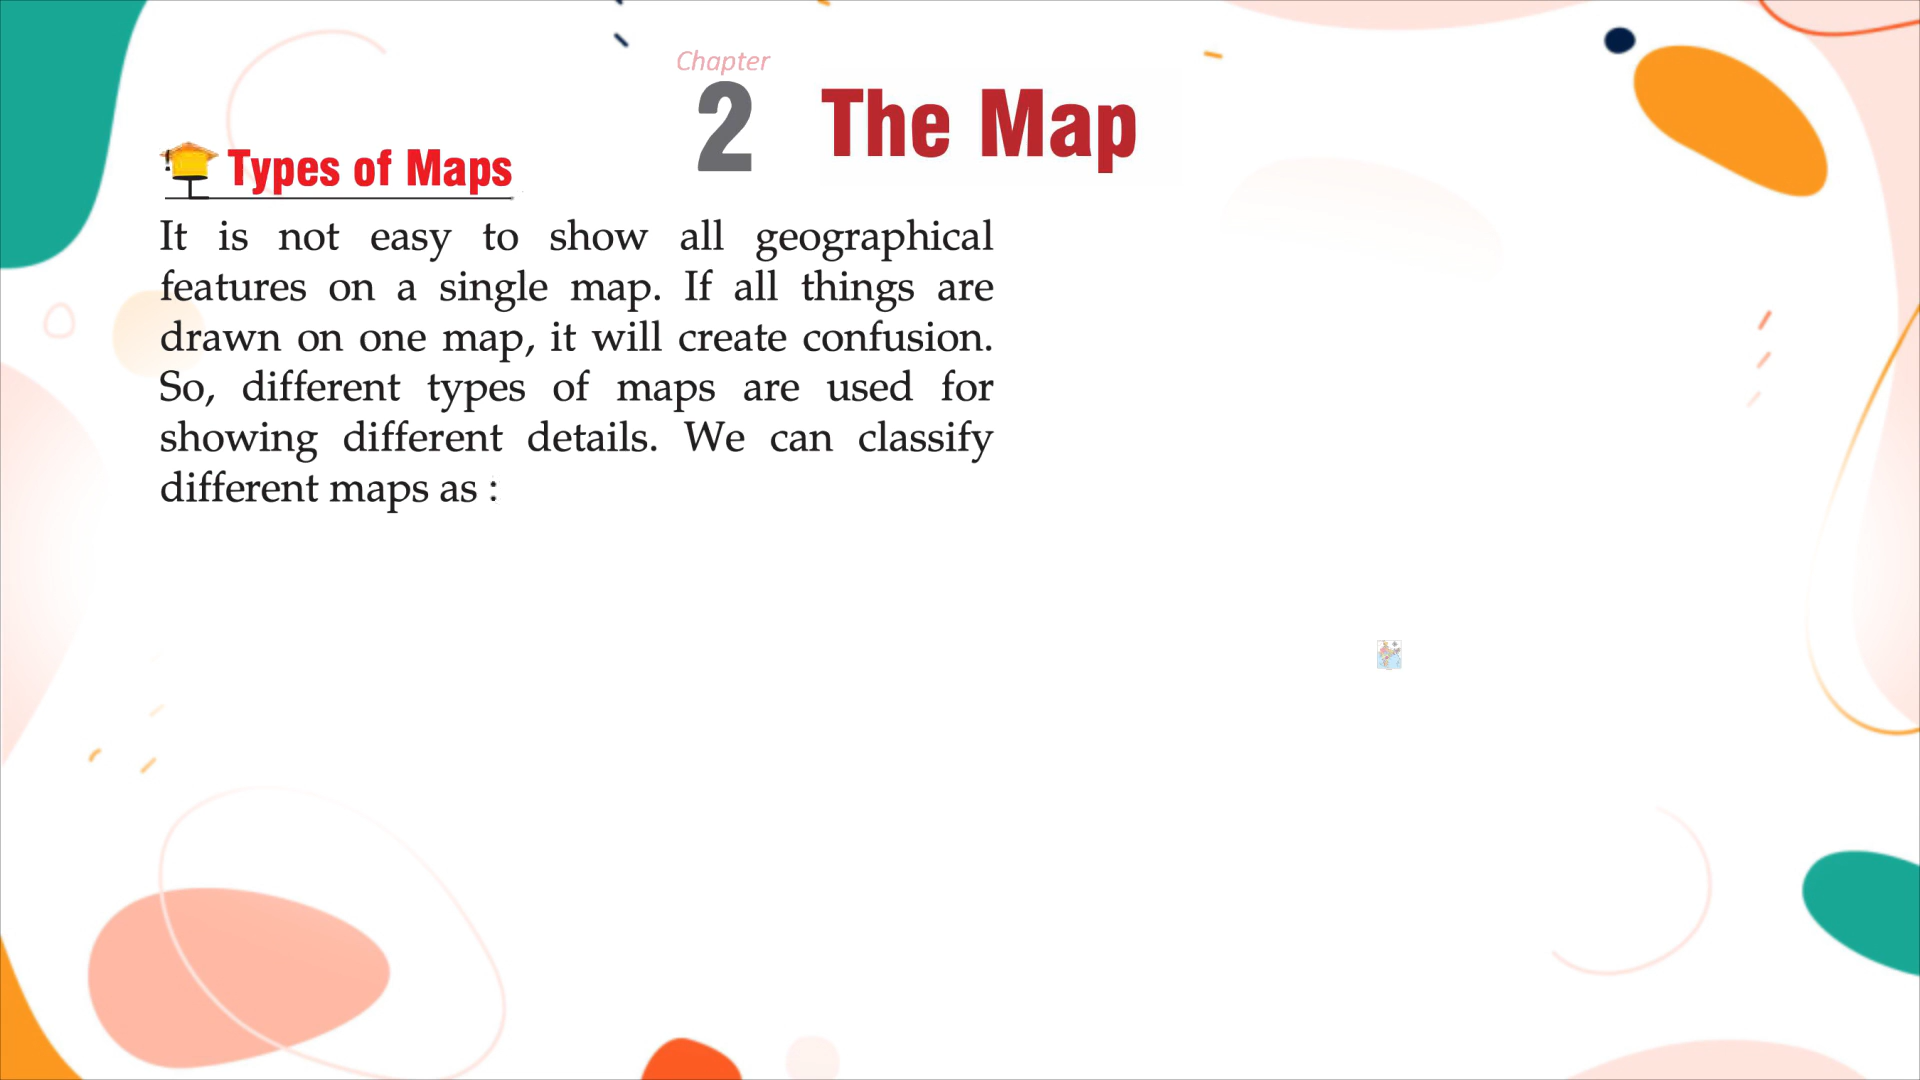 Chapter
2 The Map
Types of Maps
It is not easy to show all geographical
features on a single map. If all things are
drawn on one map, it will create confusion.
So, different types of maps are used for
showing different details. We can classify
different maps as :